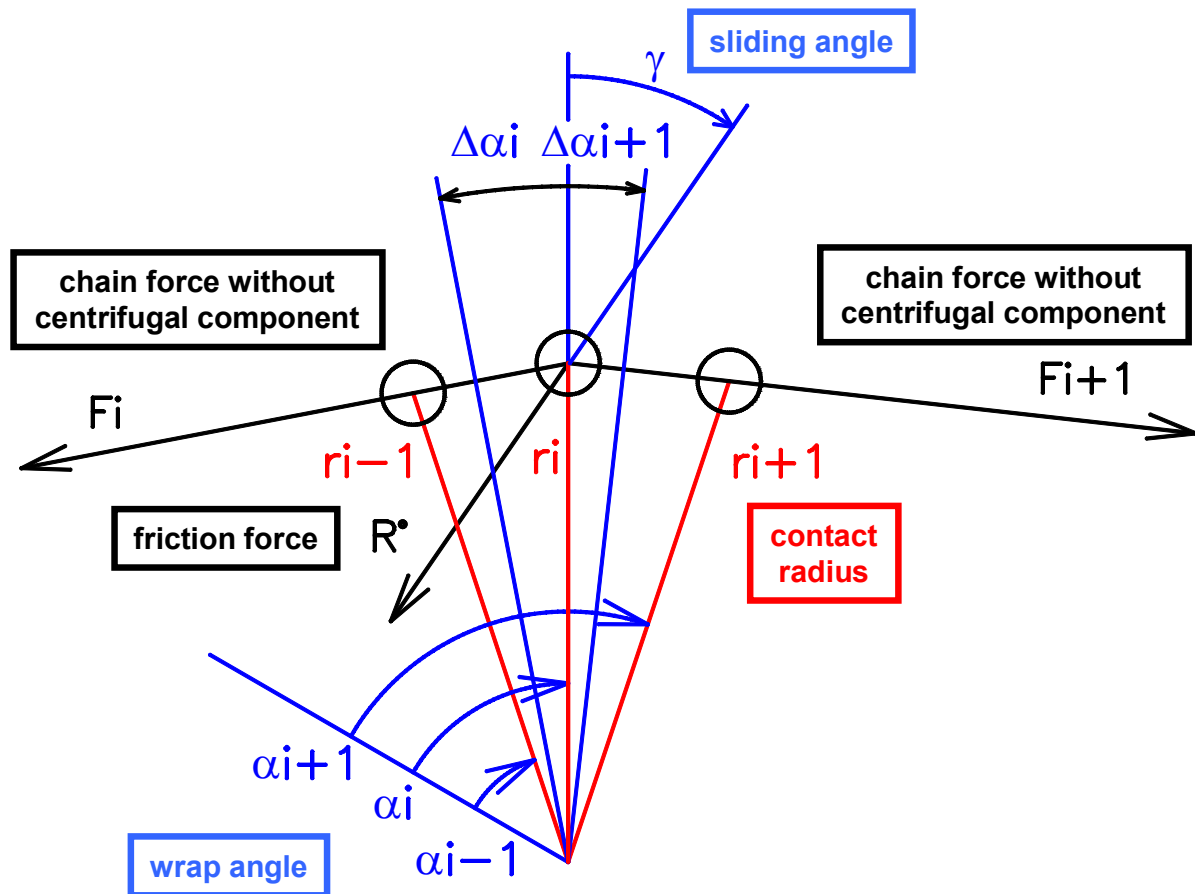 sliding angle
γ
Δαi Δαi+1
chain force without
centrifugal component
chain force without
centrifugal component
Fi
Fi+1
ri−1
ri
ri+1
friction force
R°
contact
radius
αi+1
αi
αi−1
wrap angle